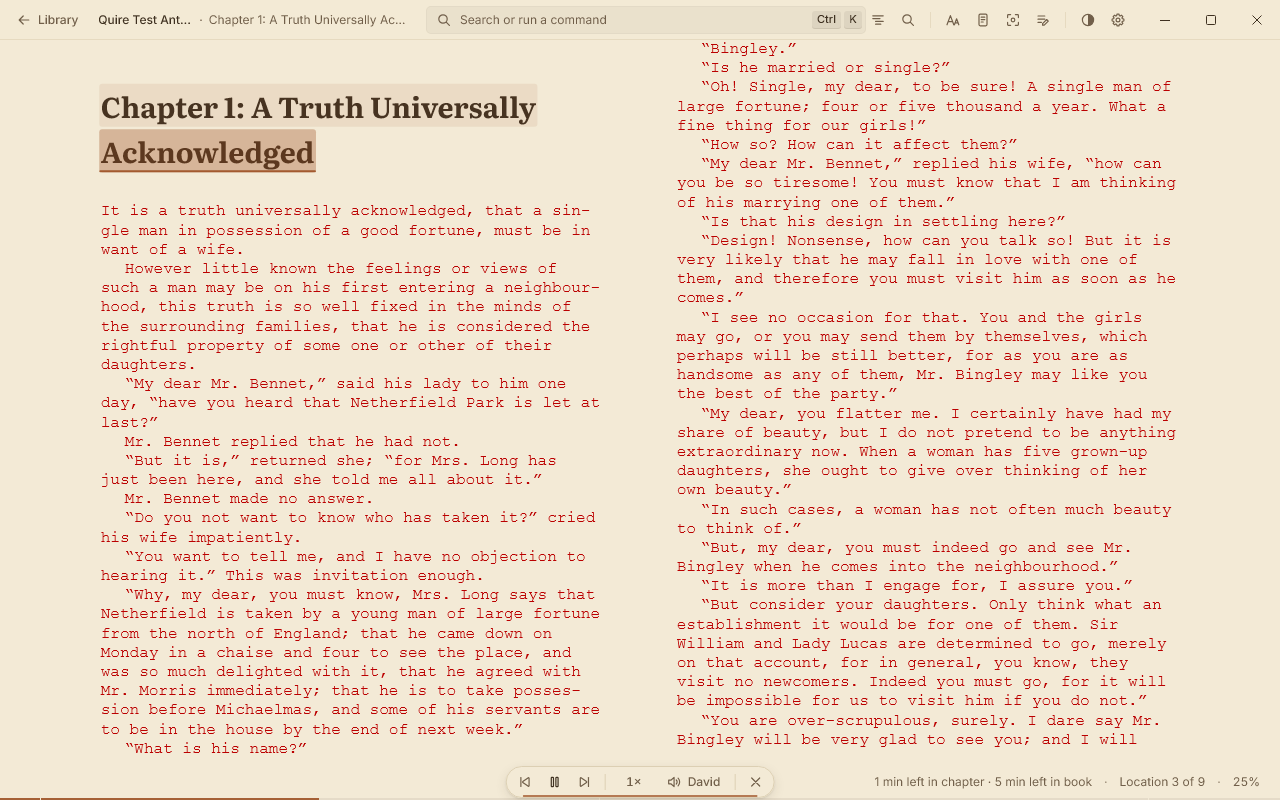 Library
Quire Test Ant...
· Chapter 1: A Truth Universally Ac...
Search or run a command
Ctrl K
Chapter 1: A Truth Universally
Acknowledged
It is a truth universally acknowledged, that a sin-
gle man in possession of a good fortune, must be in
want of a wife.
However little known the feelings or views of
such a man may be on his first entering a neighbour-
hood, this truth is so well fixed in the minds of
the surrounding families, that he is considered the
rightful property of some one or other of their
daughters.
“My dear Mr. Bennet,” said his lady to him one
day, “have you heard that Netherfield Park is let at
last?”
Mr. Bennet replied that he had not.
“But it is,” returned she; “for Mrs. Long has
just been here, and she told me all about it.”
Mr. Bennet made no answer.
“Do you not want to know who has taken it?” cried
his wife impatiently.
“You want to tell me, and I have no objection to
hearing it.” This was invitation enough.
“Why, my dear, you must know, Mrs. Long says that
Netherfield is taken by a young man of large fortune
from the north of England; that he came down on
Monday in a chaise and four to see the place, and
was so much delighted with it, that he agreed with
Mr. Morris immediately; that he is to take posses-
sion before Michaelmas, and some of his servants are
to be in the house by the end of next week.”
“What is his name?”
“Bingley.”
“Is he married or single?”
“Oh! Single, my dear, to be sure! A single man of
large fortune; four or five thousand a year. What a
fine thing for our girls!”
“How so? How can it affect them?”
“My dear Mr. Bennet,” replied his wife, “how can
you be so tiresome! You must know that I am thinking
of his marrying one of them.”
“Is that his design in settling here?”
“Design! Nonsense, how can you talk so! But it is
very likely that he may fall in love with one of
them, and therefore you must visit him as soon as he
comes.”
“I see no occasion for that. You and the girls
may go, or you may send them by themselves, which
perhaps will be still better, for as you are as
handsome as any of them, Mr. Bingley may like you
the best of the party.”
“My dear, you flatter me. I certainly have had my
share of beauty, but I do not pretend to be anything
extraordinary now. When a woman has five grown-up
daughters, she ought to give over thinking of her
own beauty.”
“In such cases, a woman has not often much beauty
to think of.”
“But, my dear, you must indeed go and see Mr.
Bingley when he comes into the neighbourhood.”
“It is more than I engage for, I assure you.”
“But consider your daughters. Only think what an
establishment it would be for one of them. Sir
William and Lady Lucas are determined to go, merely
on that account, for in general, you know, they
visit no newcomers. Indeed you must go, for it will
be impossible for us to visit him if you do not.”
“You are over-scrupulous, surely. I dare say Mr.
Bingley will be very glad to see you; and I will
1×
David
1 min left in chapter · 5 min left in book · Location 3 of 9 · 25%